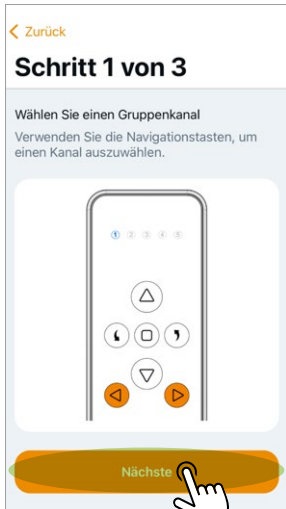 Zurück
Schritt 1 von 3
Wählen Sie einen Gruppenkanal
Verwenden Sie die Navigationstasten, um
einen Kanal auszuwählen.
1 2 3 4 5
Nächste